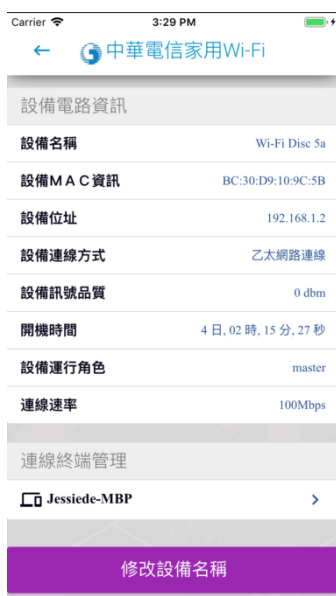 Carrier 3:29 PM
← 中華電信家用Wi-Fi
設備電路資訊
設備名稱 Wi-Fi Disc 5a
設備ＭＡＣ資訊 BC:30:D9:10:9C:5B
設備位址 192.168.1.2
設備連線方式 乙太網路連線
設備訊號品質 0 dbm
開機時間 4 日, 02 時, 15 分, 27 秒
設備運行角色 master
連線速率 100Mbps
連線終端管理
Jessiede-MBP >
修改設備名稱